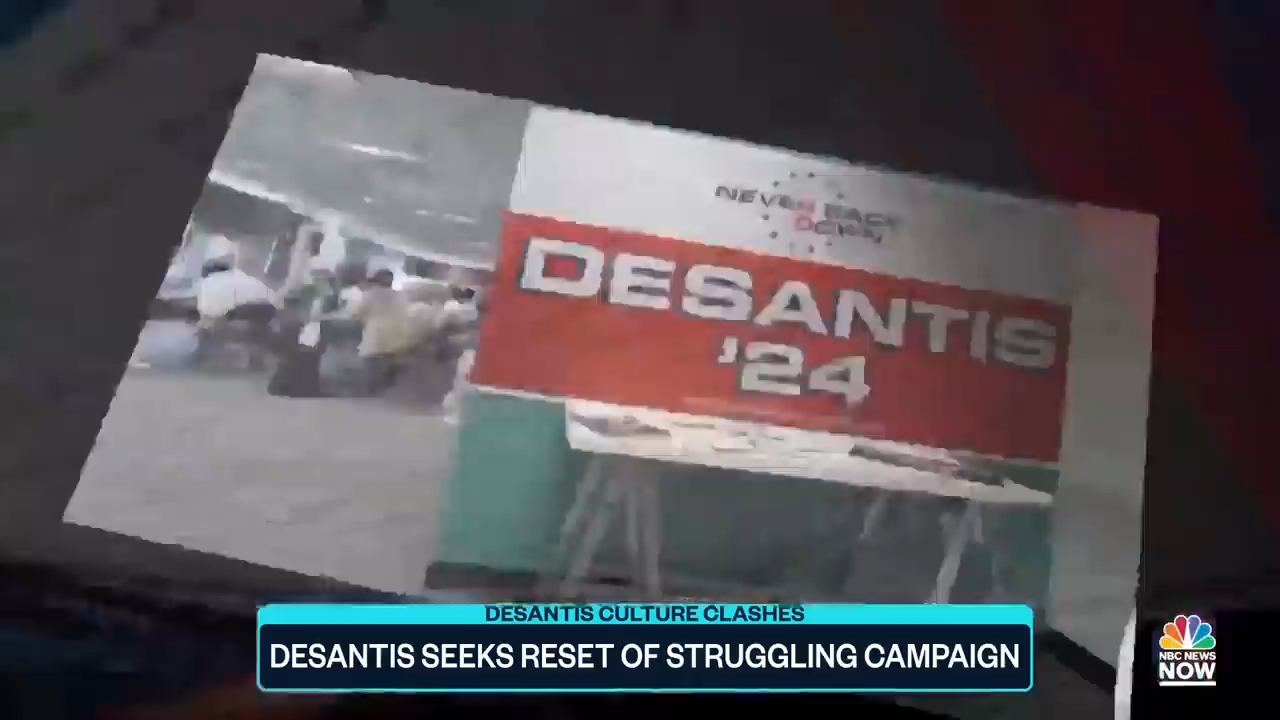 NEVER BACK
DOWN
DESANTIS
'24
DESANTIS CULTURE CLASHES
DESANTIS SEEKS RESET OF STRUGGLING CAMPAIGN
NBC NEWS
NOW